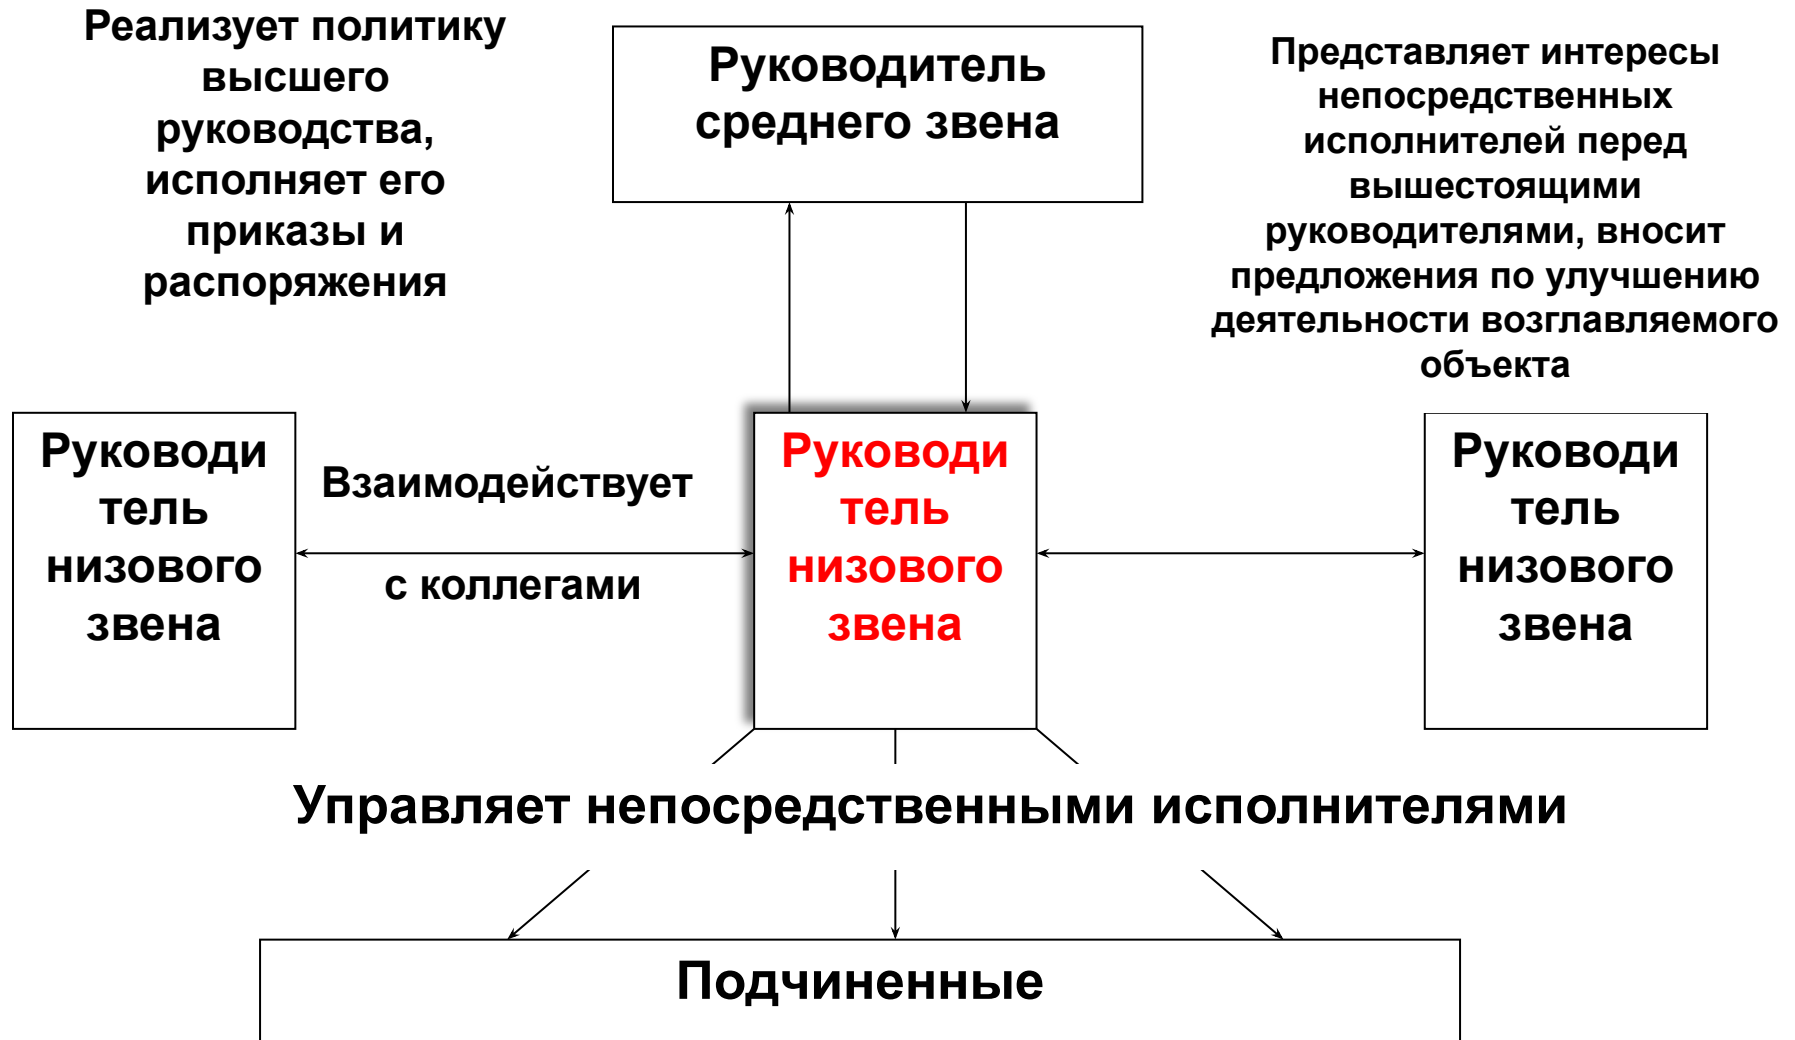 Реализует политику
высшего
руководства,
исполняет его
приказы и
распоряжения
Руководитель
среднего звена
Представляет интересы
непосредственных
исполнителей перед
вышестоящими
руководителями, вносит
предложения по улучшению
деятельности возглавляемого
объекта
Руководи
тель
низового
звена
Взаимодействует
с коллегами
Руководи
тель
низового
звена
Руководи
тель
низового
звена
Управляет непосредственными исполнителями
Подчиненные